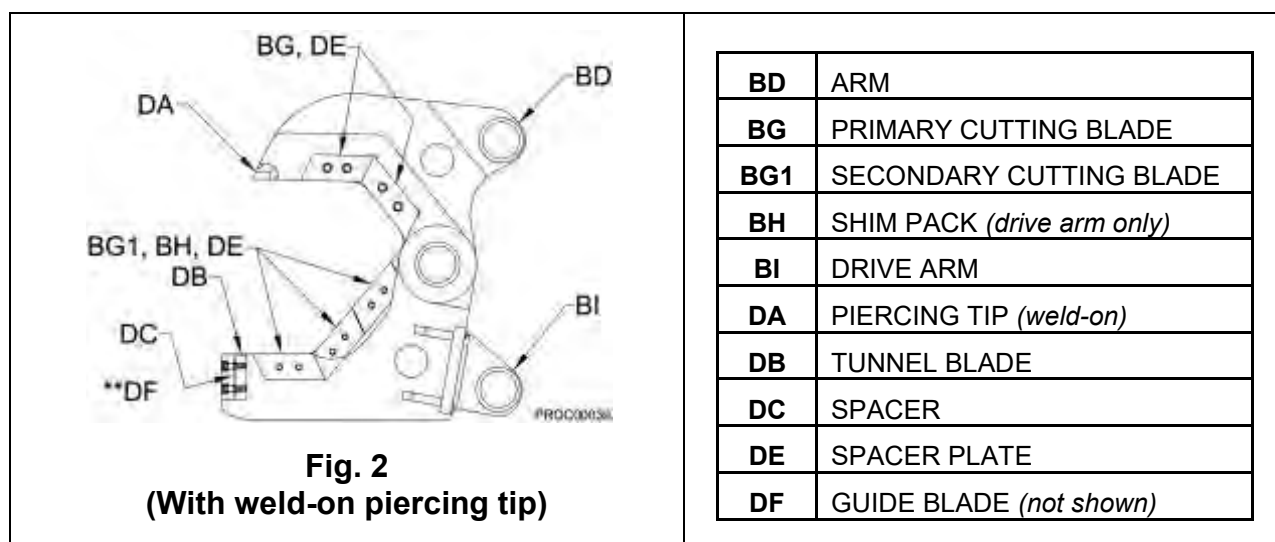 BG, DE
BD
DA
BG1, BH, DE
DB
BI
DC
**DF
Fig. 2
(With weld-on piercing tip)
BD ARM
BG PRIMARY CUTTING BLADE
BG1 SECONDARY CUTTING BLADE
BH SHIM PACK (drive arm only)
BI DRIVE ARM
DA PIERCING TIP (weld-on)
DB TUNNEL BLADE
DC SPACER
DE SPACER PLATE
DF GUIDE BLADE (not shown)